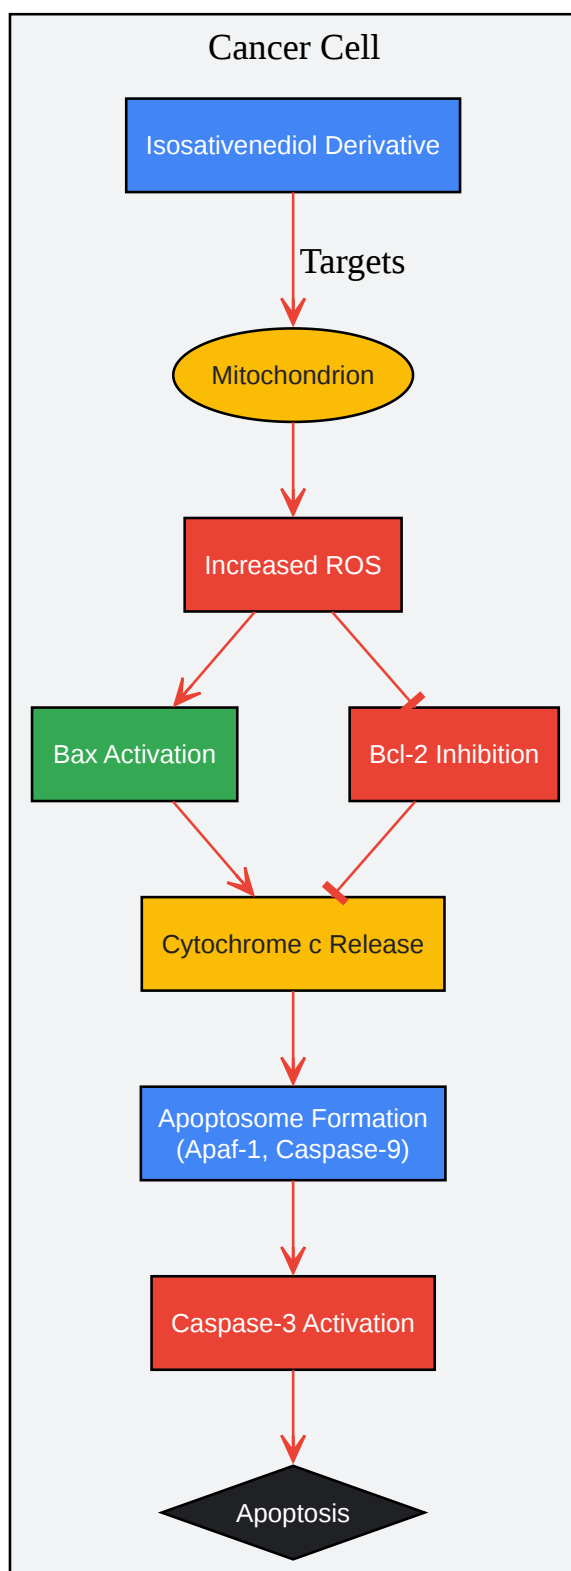 Cancer Cell
Isosativenediol Derivative
Targets
Mitochondrion
Increased ROS
Bax Activation
Bcl-2 Inhibition
Cytochrome c Release
Apoptosome Formation
(Apaf-1, Caspase-9)
Caspase-3 Activation
Apoptosis